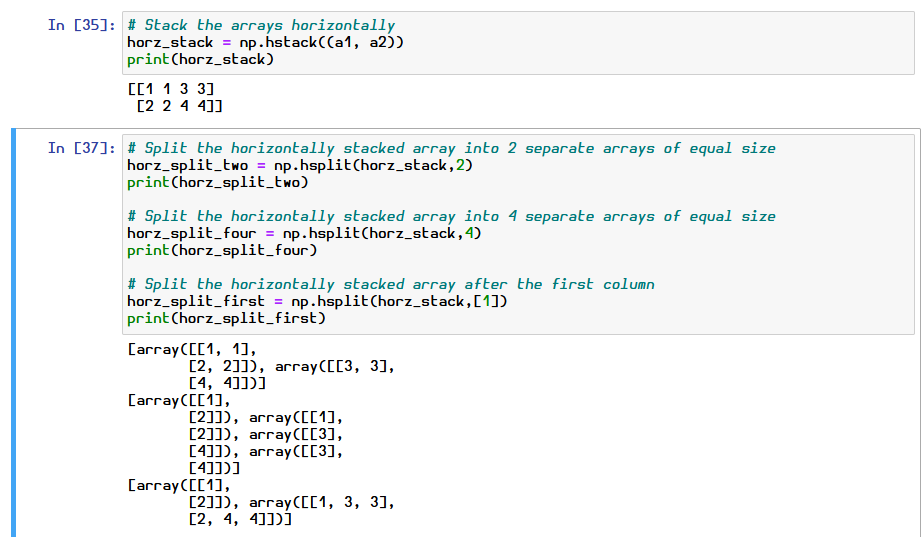 In [35]: # Stack the arrays horizontally
horz_stack = np.hstack((a1, a2))
print(horz_stack)
[[1 1 3 3]
 [2 2 4 4]]
In [37]: # Split the horizontally stacked array into 2 separate arrays of equal size
horz_split_two = np.hsplit(horz_stack,2)
print(horz_split_two)

# Split the horizontally stacked array into 4 separate arrays of equal size
horz_split_four = np.hsplit(horz_stack,4)
print(horz_split_four)

# Split the horizontally stacked array after the first column
horz_split_first = np.hsplit(horz_stack,[1])
print(horz_split_first)
[array([[1, 1],
       [2, 2]]), array([[3, 3],
       [4, 4]])]
[array([[1],
       [2]]), array([[1],
       [2]]), array([[3],
       [4]]), array([[3],
       [4]])]
[array([[1],
       [2]]), array([[1, 3, 3],
       [2, 4, 4]])]